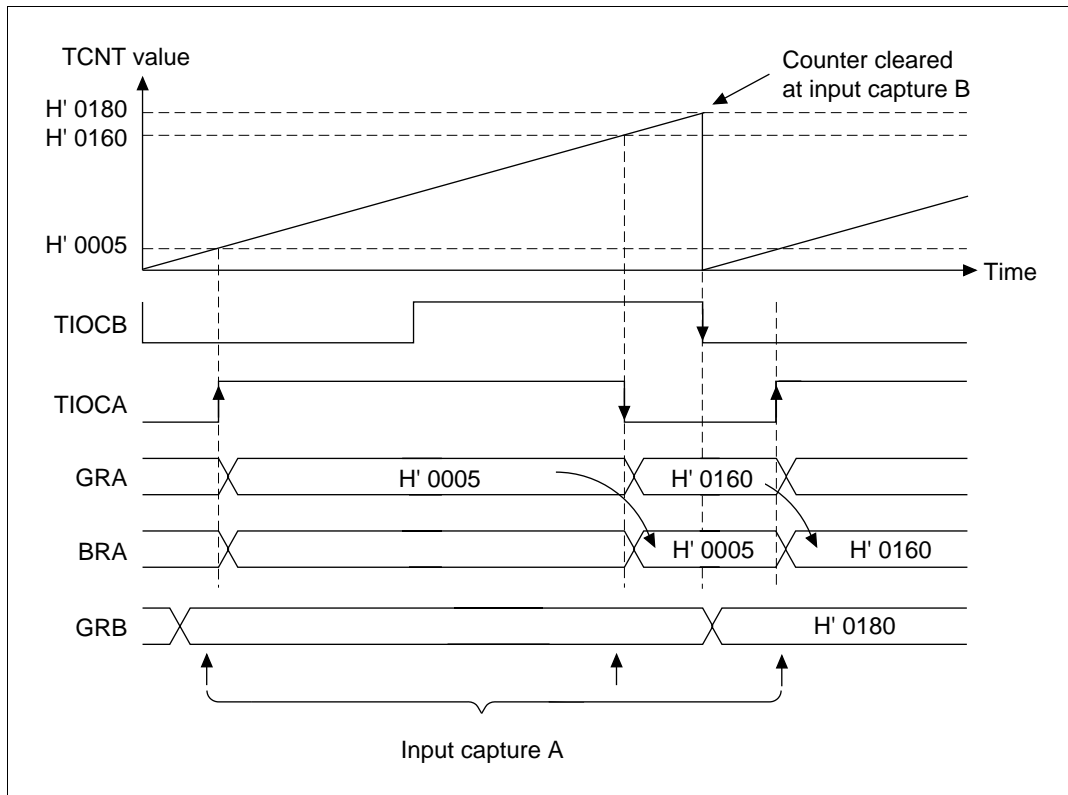 TCNT value
Counter cleared
at input capture B
H' 0180
H' 0160
H' 0005
Time
TIOCB
TIOCA
GRA
H' 0005
H' 0160
BRA
H' 0005
H' 0160
GRB
H' 0180
Input capture A